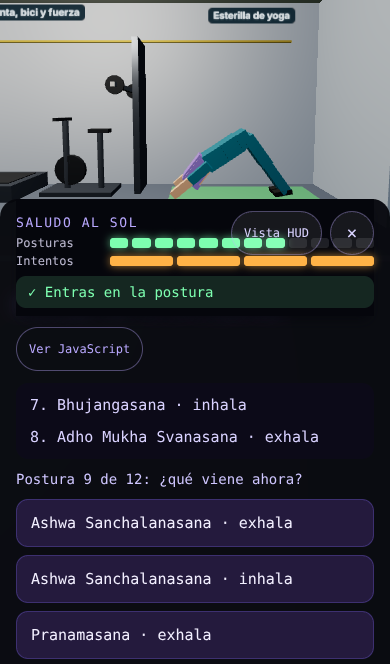 nta, bici y fuerza
Esterilla de yoga
SALUDO AL SOL
Vista HUD
×
Posturas
Intentos
✓ Entras en la postura
Ver JavaScript
7. Bhujangasana · inhala
8. Adho Mukha Svanasana · exhala
Postura 9 de 12: ¿qué viene ahora?
Ashwa Sanchalanasana · exhala
Ashwa Sanchalanasana · inhala
Pranamasana · exhala